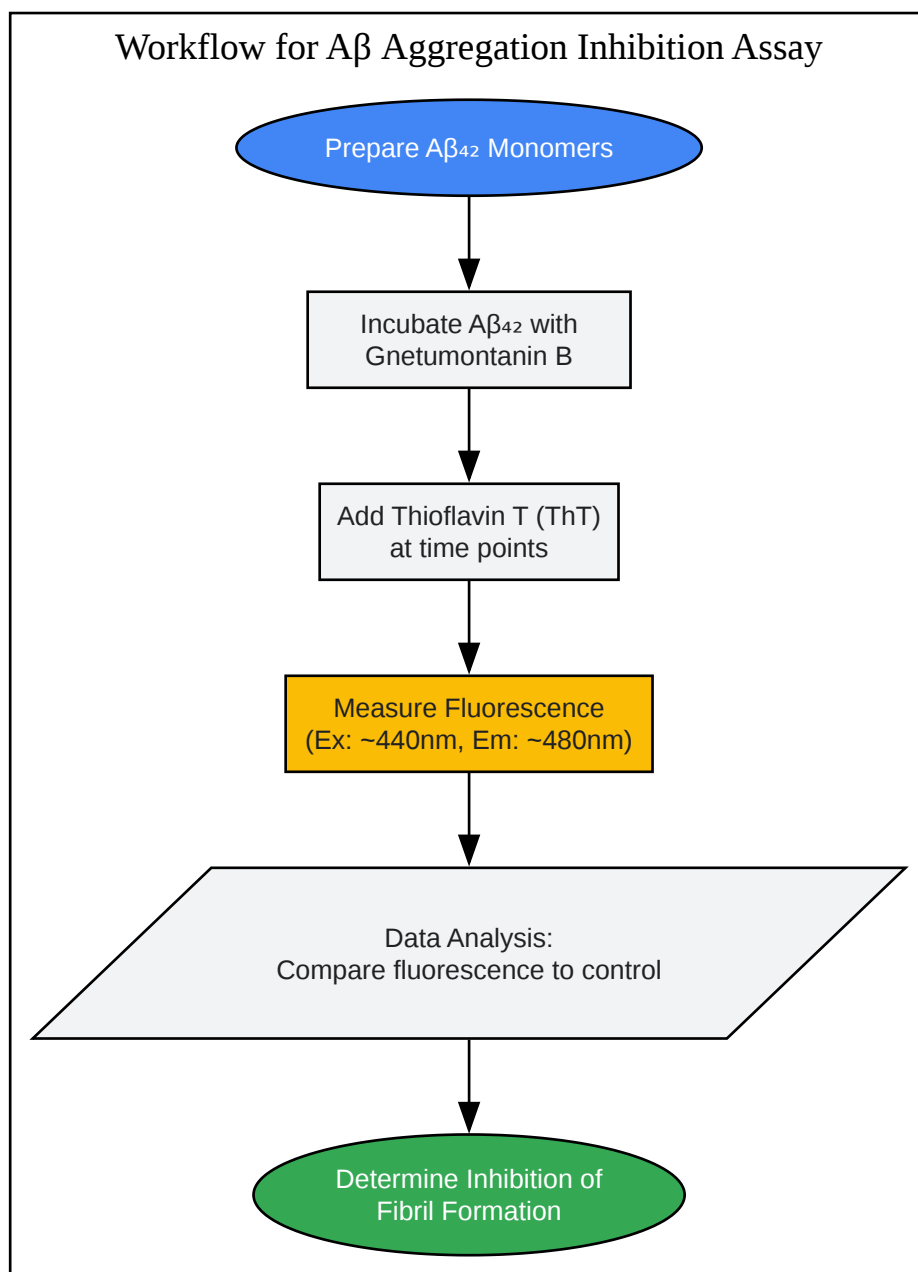 Workflow for Aβ Aggregation Inhibition Assay
Prepare Aβ₄₂ Monomers
Incubate Aβ₄₂ with
Gnetumontanin B
Add Thioflavin T (ThT)
at time points
Measure Fluorescence
(Ex: ~440nm, Em: ~480nm)
Data Analysis:
Compare fluorescence to control
Determine Inhibition of
Fibril Formation